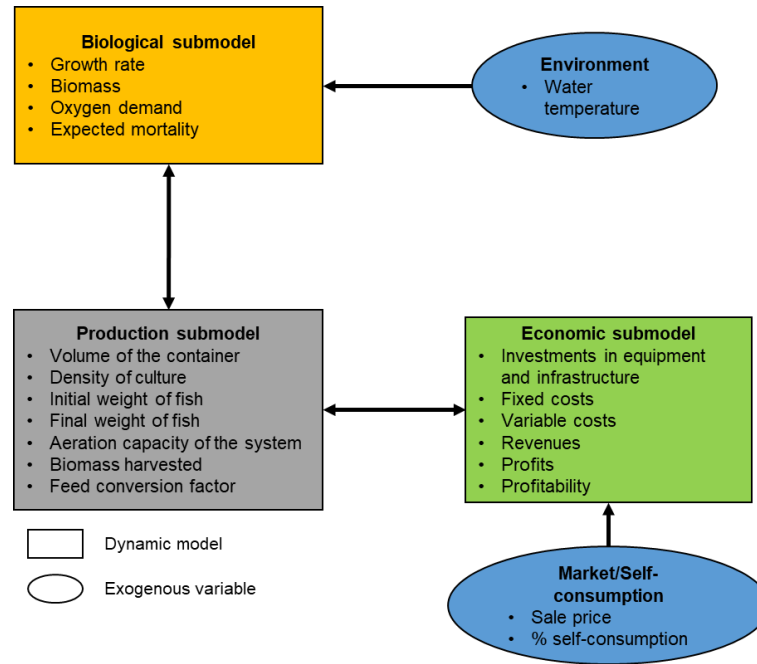 Biological submodel
• Growth rate
• Biomass
• Oxygen demand
• Expected mortality
Environment
• Water
temperature
Production submodel
• Volume of the container
• Density of culture
• Initial weight of fish
• Final weight of fish
• Aeration capacity of the system
• Biomass harvested
• Feed conversion factor
Economic submodel
• Investments in equipment
and infrastructure
• Fixed costs
• Variable costs
• Revenues
• Profits
• Profitability
Dynamic model
Exogenous variable
Market/Self-
consumption
• Sale price
• % self-consumption